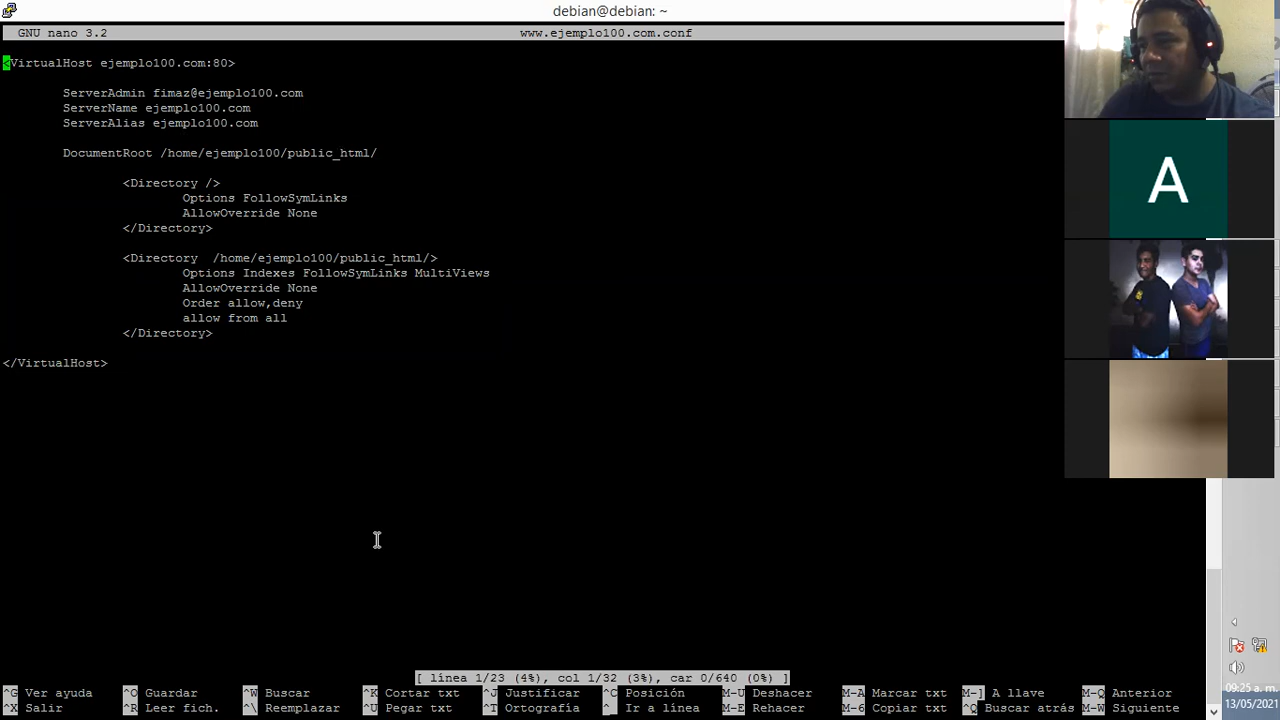 debian@debian: ~
GNU nano 3.2 www.ejemplo100.com.conf
<VirtualHost ejemplo100.com:80>
ServerAdmin fimaz@ejemplo100.com
ServerName ejemplo100.com
ServerAlias ejemplo100.com
DocumentRoot /home/ejemplo100/public_html/
<Directory />
Options FollowSymLinks
AllowOverride None
</Directory>
<Directory /home/ejemplo100/public_html/>
Options Indexes FollowSymLinks MultiViews
AllowOverride None
Order allow,deny
allow from all
</Directory>
</VirtualHost>
A
[ línea 1/23 (4%), col 1/32 (3%), car 0/640 (0%) ]
^G Ver ayuda ^O Guardar ^W Buscar ^K Cortar txt ^J Justificar ^C Posición M-U Deshacer M-A Marcar txt M-] A llave M-Q Anterior
^X Salir ^R Leer fich. ^\ Reemplazar ^U Pegar txt ^T Ortografía ^_ Ir a línea M-E Rehacer M-6 Copiar txt ^Q Buscar atrás M-W Siguiente
09:25 a. m.
13/05/2021